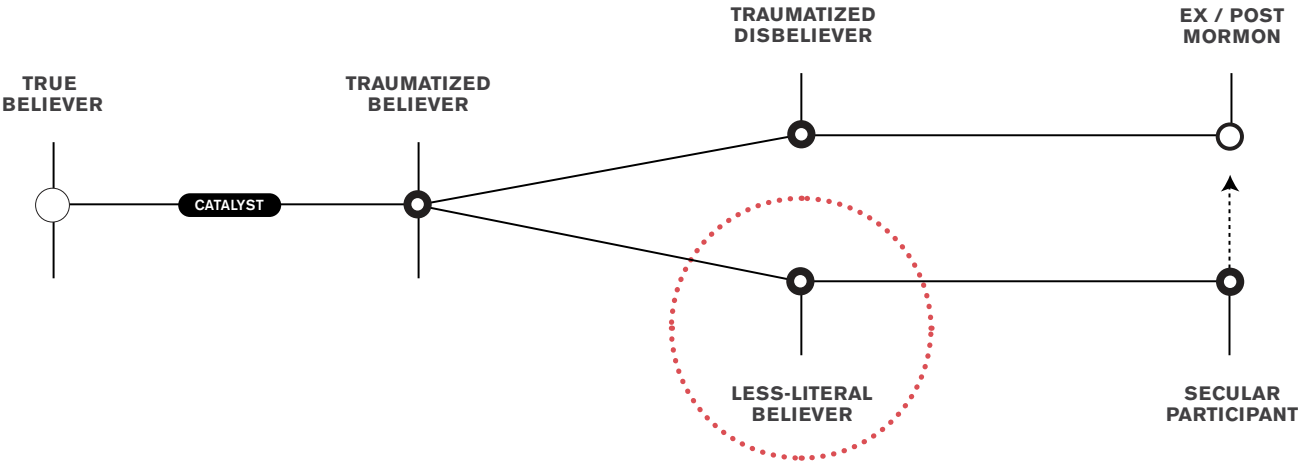 TRAUMATIZED
DISBELIEVER
EX / POST
MORMON
TRUE
BELIEVER
TRAUMATIZED
BELIEVER
CATALYST
LESS-LITERAL
BELIEVER
SECULAR
PARTICIPANT